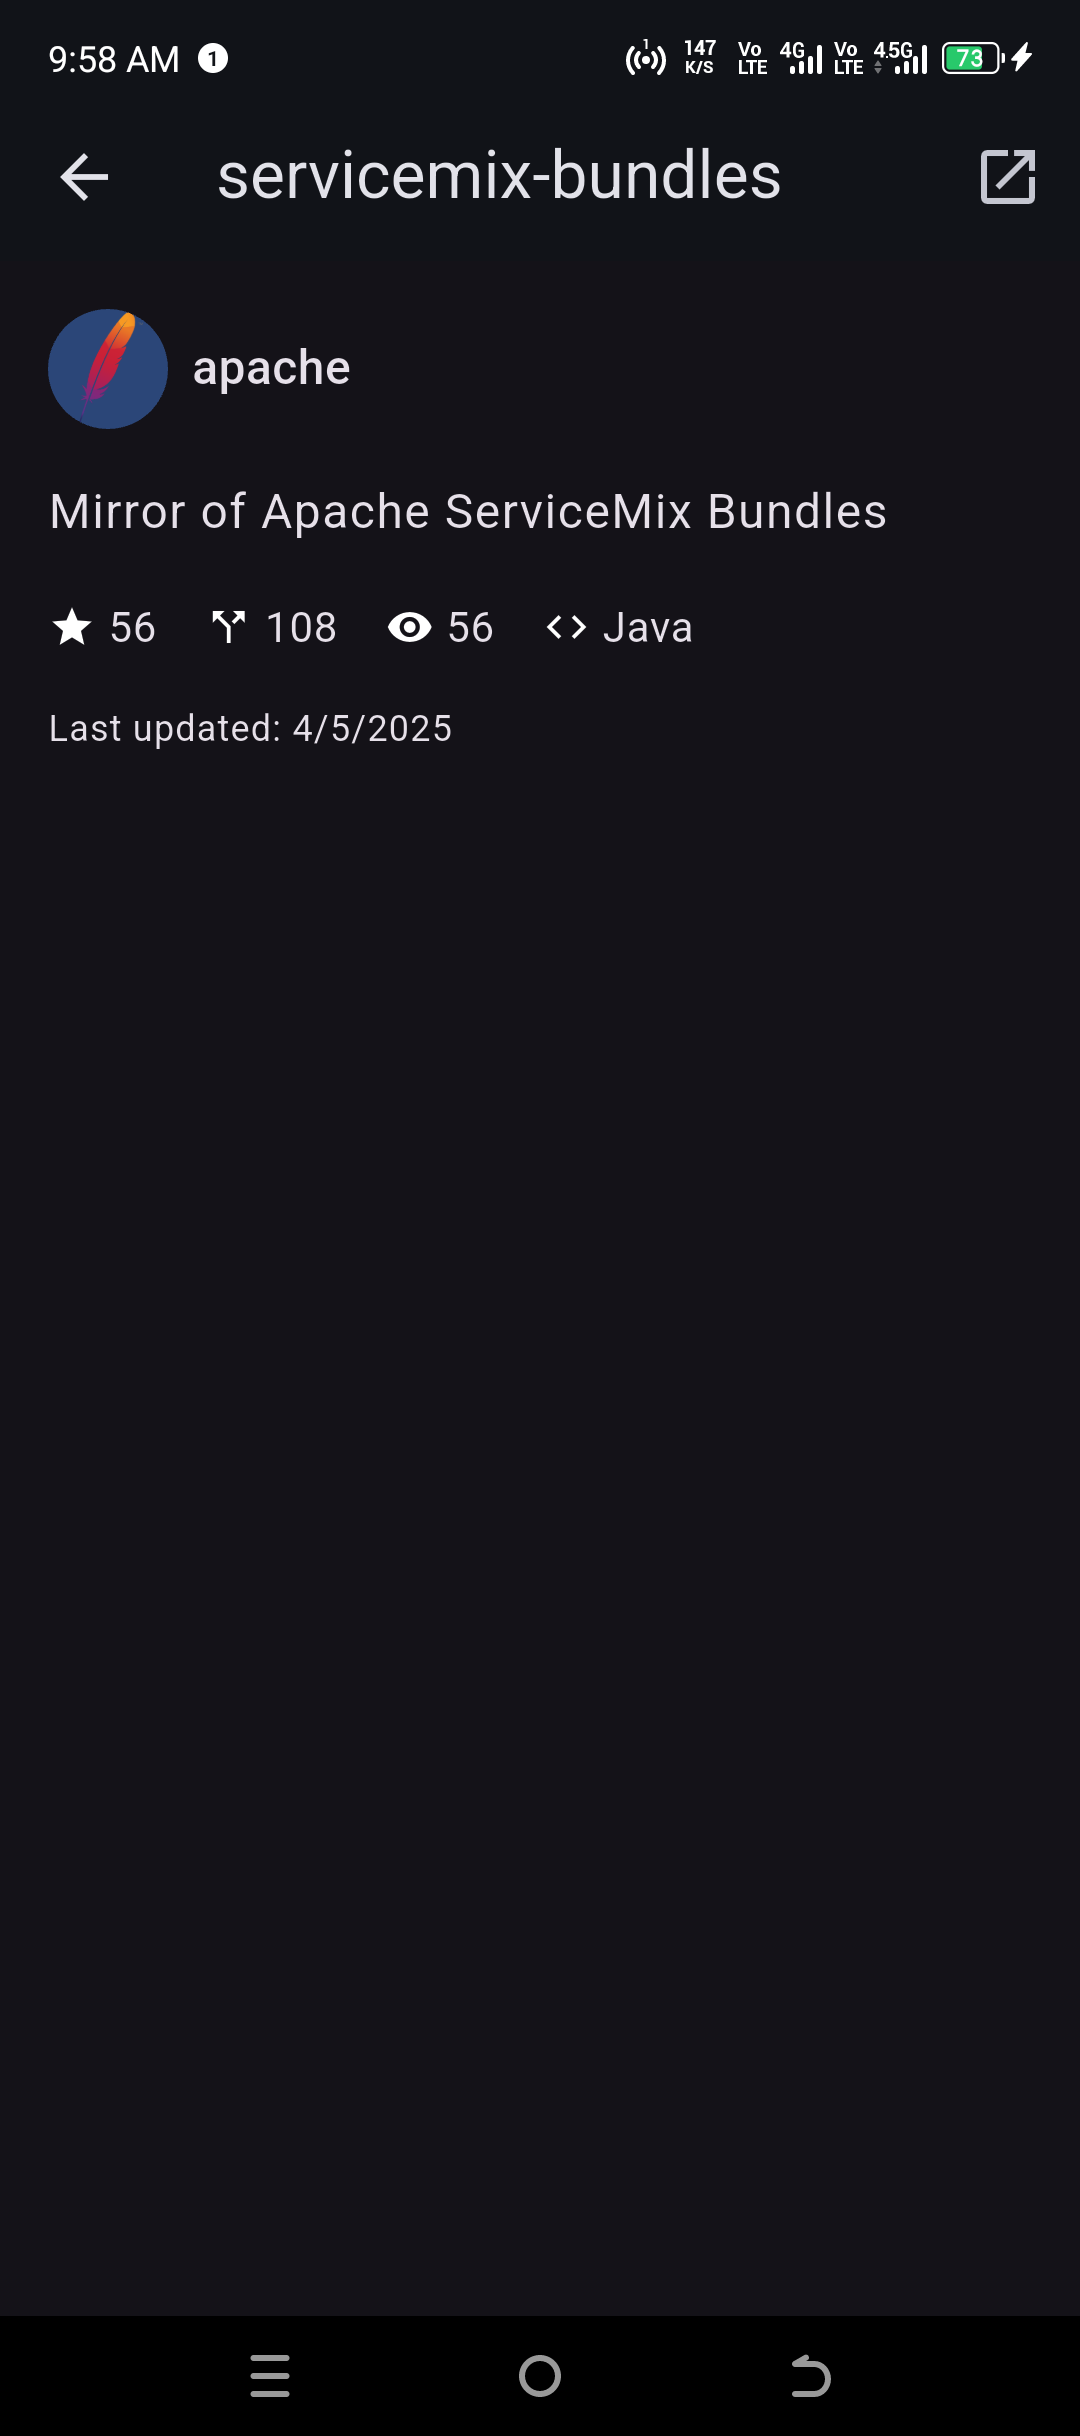 9:58 AM 1 1 147 K/S Vo LTE 4G Vo LTE 4.5G 73
servicemix-bundles
apache
Mirror of Apache ServiceMix Bundles
56 108 56 Java
Last updated: 4/5/2025